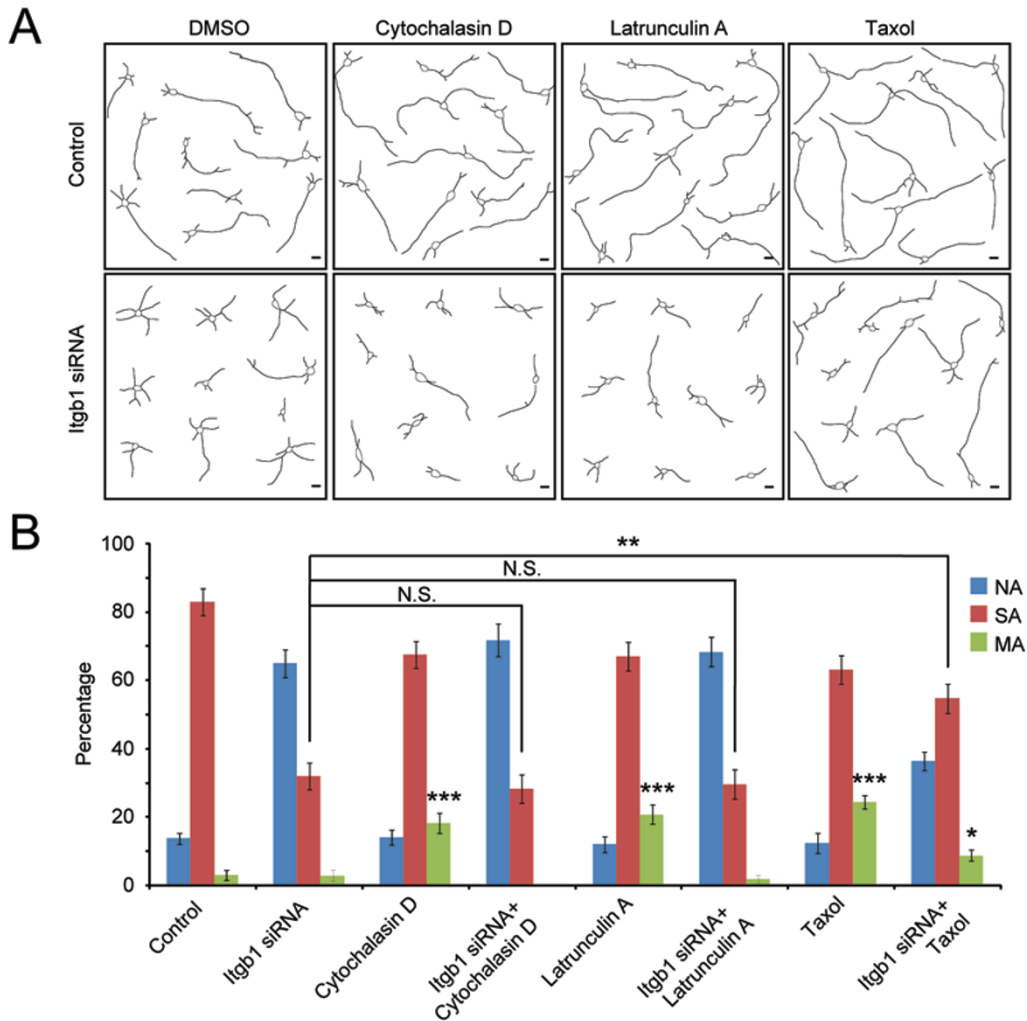 A
DMSO
Cytochalasin D
Latrunculin A
Taxol
Control
Itgb1 siRNA
B
Percentage
100
80
60
40
20
0
**
N.S.
N.S.
***
***
***
*
NA
SA
MA
Control
Itgb1 siRNA
Cytochalasin D
Itgb1 siRNA+
Cytochalasin D
Latrunculin A
Itgb1 siRNA+
Latrunculin A
Taxol
Itgb1 siRNA+
Taxol